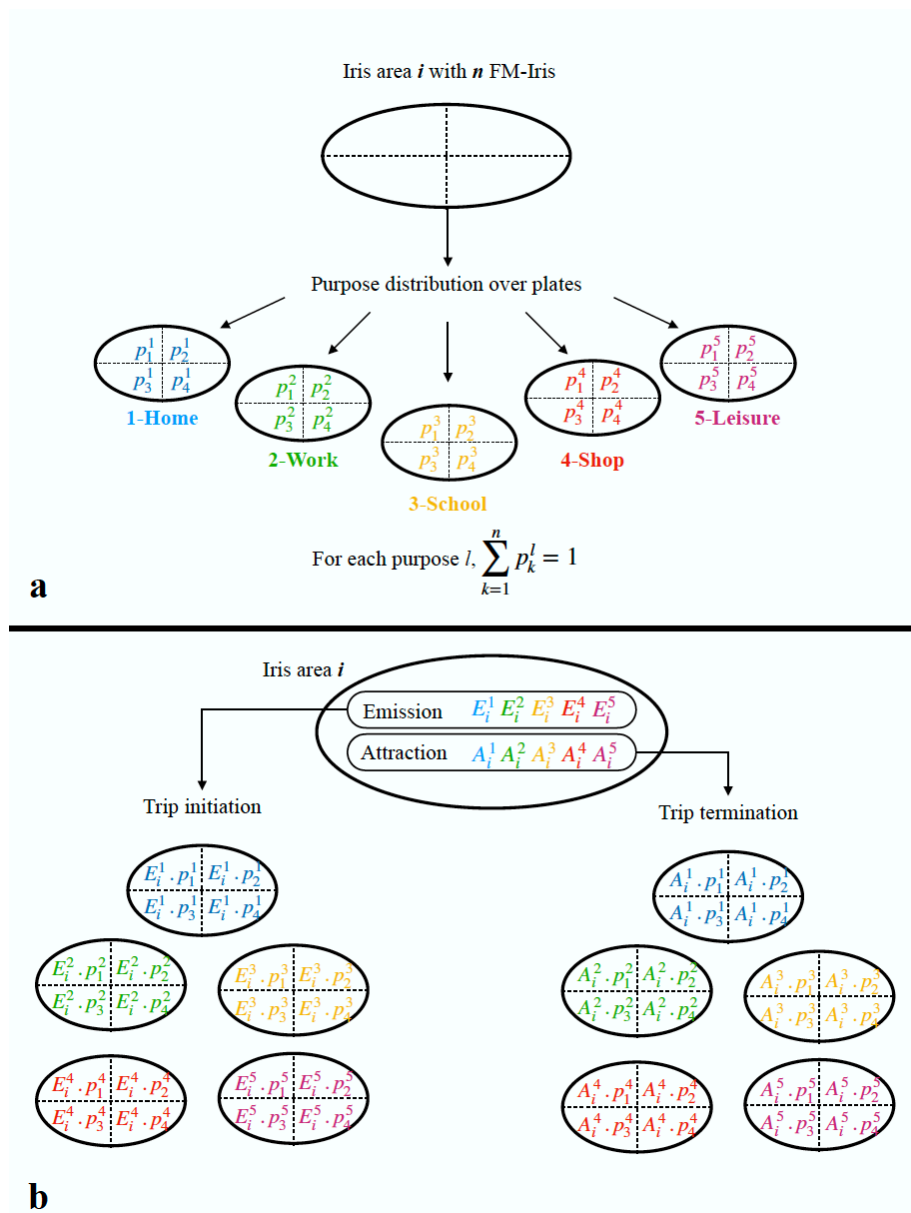 Iris area i with n FM-Iris
Purpose distribution over plates
p₁¹ p₂¹
p₃¹ p₄¹
1-Home
p₁² p₂²
p₃² p₄²
2-Work
p₁³ p₂³
p₃³ p₄³
3-School
p₁⁴ p₂⁴
p₃⁴ p₄⁴
4-Shop
p₁⁵ p₂⁵
p₃⁵ p₄⁵
5-Leisure
For each purpose l, ∑ₖ₌₁ⁿ pₖˡ = 1
a
Iris area i
Emission Eᵢ¹ Eᵢ² Eᵢ³ Eᵢ⁴ Eᵢ⁵
Attraction Aᵢ¹ Aᵢ² Aᵢ³ Aᵢ⁴ Aᵢ⁵
Trip initiation
Eᵢ¹ . p₁¹ Eᵢ¹ . p₂¹
Eᵢ¹ . p₃¹ Eᵢ¹ . p₄¹
Eᵢ² . p₁² Eᵢ² . p₂²
Eᵢ² . p₃² Eᵢ² . p₄²
Eᵢ³ . p₁³ Eᵢ³ . p₂³
Eᵢ³ . p₃³ Eᵢ³ . p₄³
Eᵢ⁴ . p₁⁴ Eᵢ⁴ . p₂⁴
Eᵢ⁴ . p₃⁴ Eᵢ⁴ . p₄⁴
Eᵢ⁵ . p₁⁵ Eᵢ⁵ . p₂⁵
Eᵢ⁵ . p₃⁵ Eᵢ⁵ . p₄⁵
Trip termination
Aᵢ¹ . p₁¹ Aᵢ¹ . p₂¹
Aᵢ¹ . p₃¹ Aᵢ¹ . p₄¹
Aᵢ² . p₁² Aᵢ² . p₂²
Aᵢ² . p₃² Aᵢ² . p₄²
Aᵢ³ . p₁³ Aᵢ³ . p₂³
Aᵢ³ . p₃³ Aᵢ³ . p₄³
Aᵢ⁴ . p₁⁴ Aᵢ⁴ . p₂⁴
Aᵢ⁴ . p₃⁴ Aᵢ⁴ . p₄⁴
Aᵢ⁵ . p₁⁵ Aᵢ⁵ . p₂⁵
Aᵢ⁵ . p₃⁵ Aᵢ⁵ . p₄⁵
b